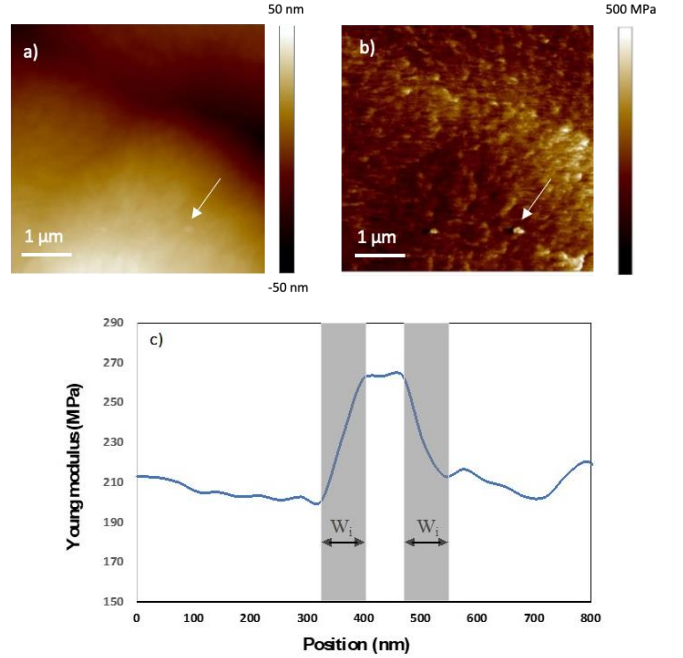 50 nm
500 MPa
a)
b)
1 µm
1 µm
-50 nm
c)
290
270
250
230
210
190
170
150
Young modulus (MPa)
Wi
Wi
0
100
200
300
400
500
600
700
800
Position (nm)